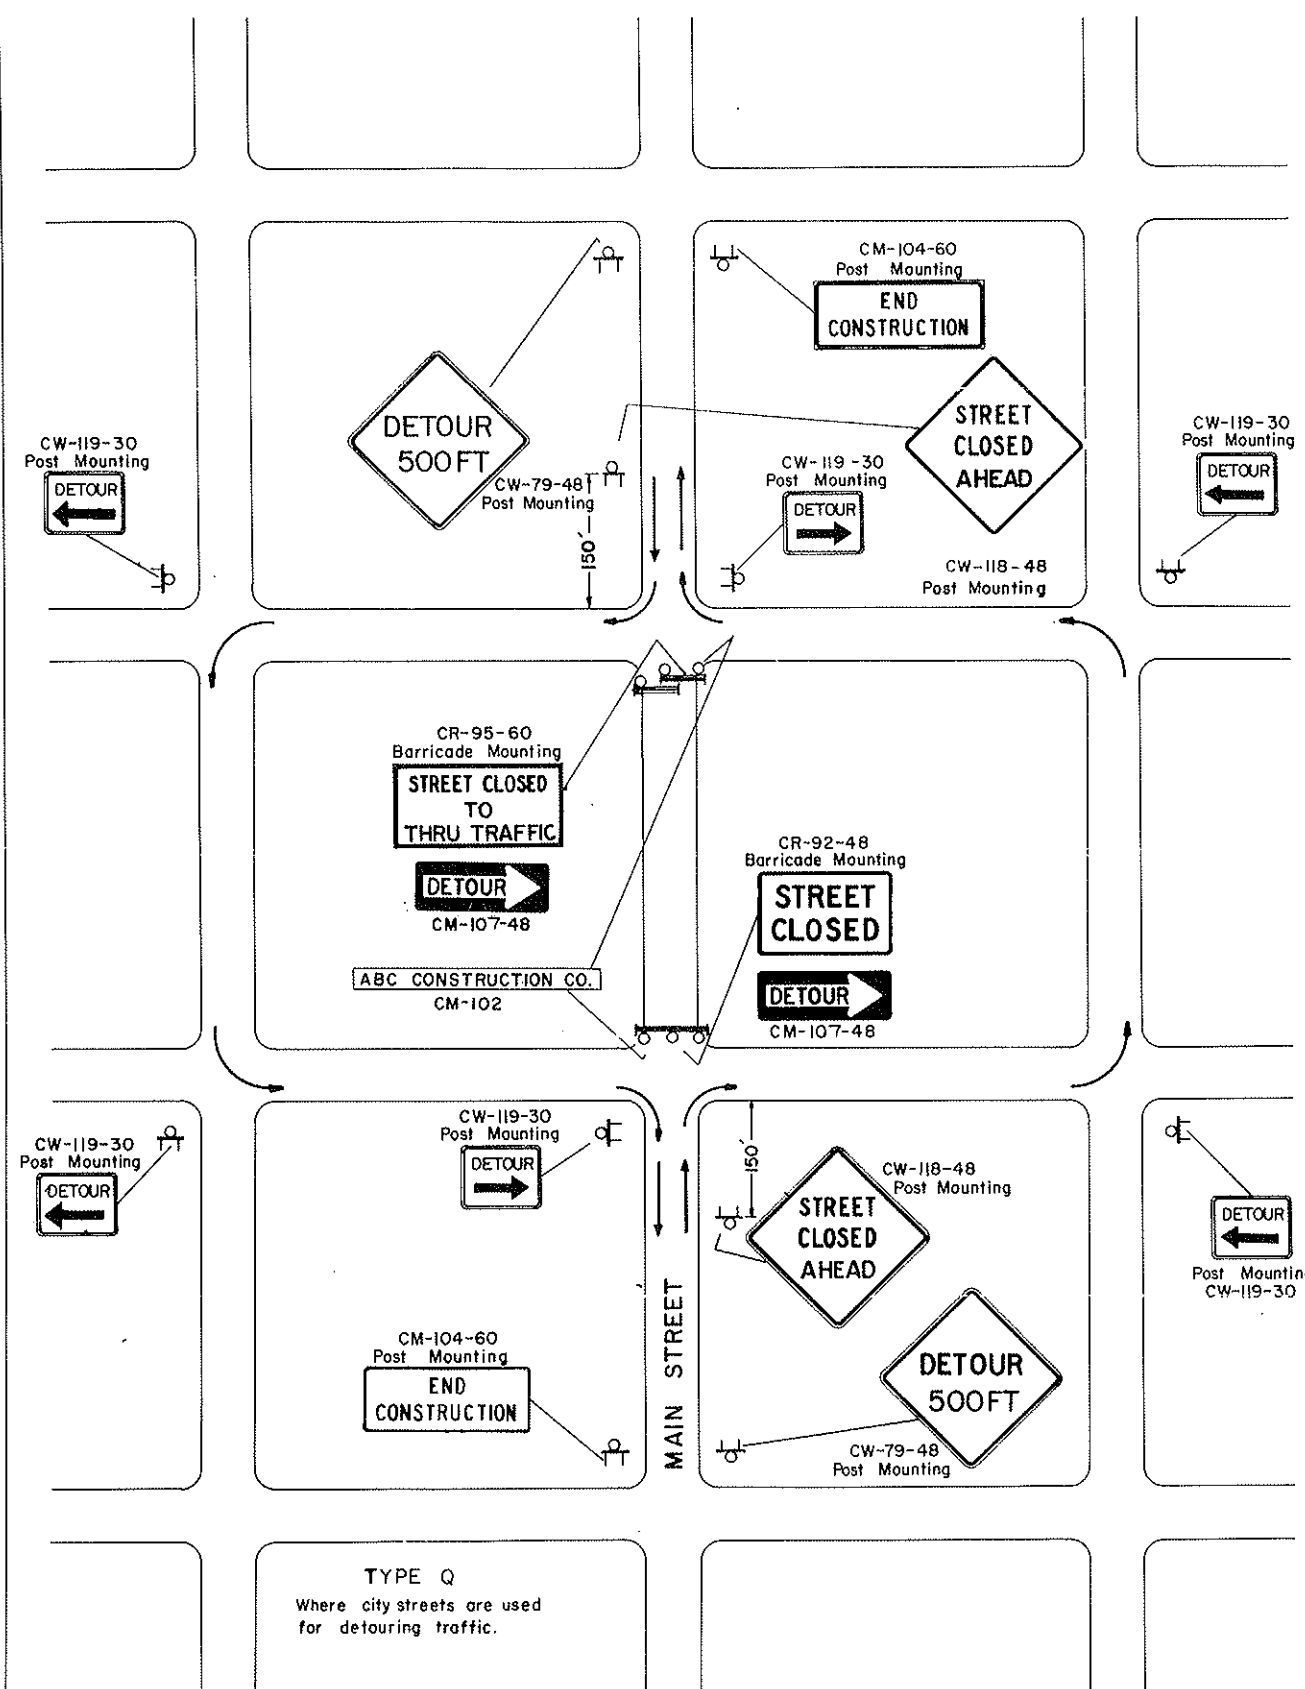 CM-104-60
Post Mounting
END
CONSTRUCTION
DETOUR
500FT
CW-79-48
Post Mounting
150'
STREET
CLOSED
AHEAD
CW-118-48
Post Mounting
CW-119-30
Post Mounting
DETOUR
CW-119-30
Post Mounting
DETOUR
CW-119-30
Post Mounting
DETOUR
CR-95-60
Barricade Mounting
STREET CLOSED
TO
THRU TRAFFIC
DETOUR
CM-107-48
ABC CONSTRUCTION CO.
CM-102
CR-92-48
Barricade Mounting
STREET
CLOSED
DETOUR
CM-107-48
CW-119-30
Post Mounting
DETOUR
CW-119-30
Post Mounting
DETOUR
150'
CW-118-48
Post Mounting
STREET
CLOSED
AHEAD
DETOUR
Post Mountin
CW-119-30
MAIN STREET
CM-104-60
Post Mounting
END
CONSTRUCTION
DETOUR
500FT
CW-79-48
Post Mounting
TYPE Q
Where city streets are used
for detouring traffic.